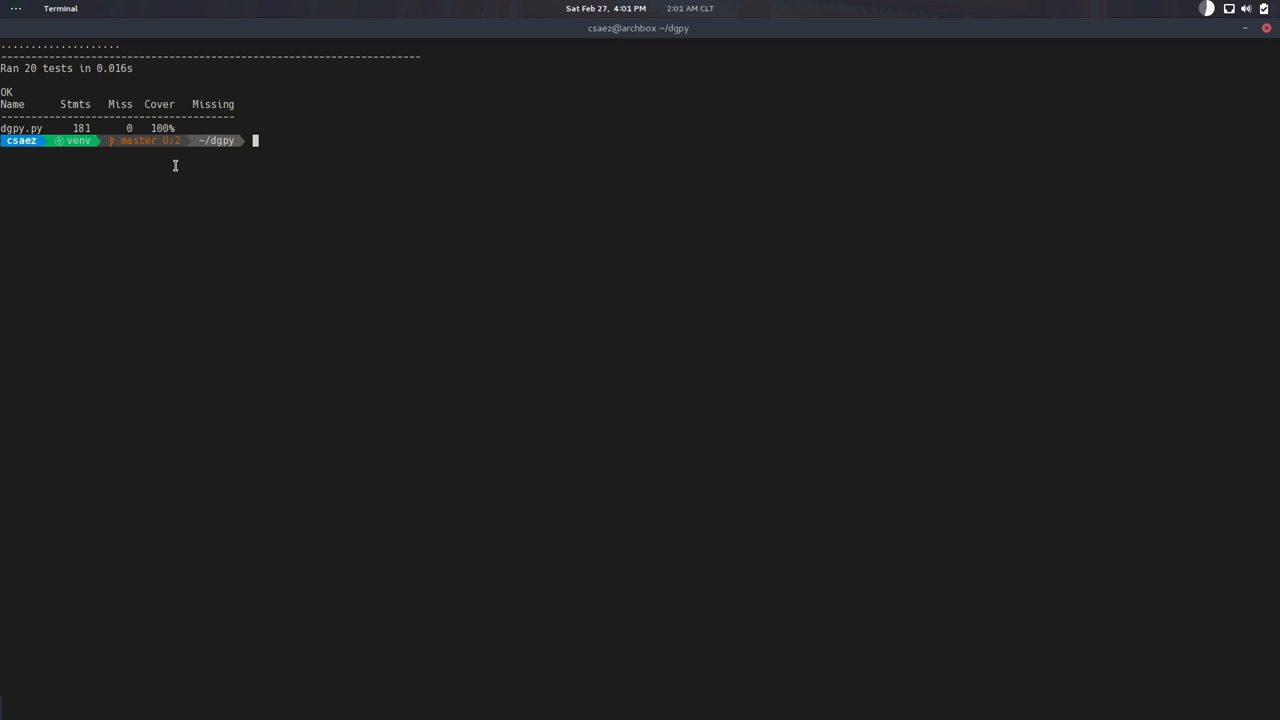 Terminal
Sat Feb 27, 4:01 PM 2:01 AM CLT
csaez@archbox ~/dgpy
....................
----------------------------------------------------------------------
Ran 20 tests in 0.016s
OK
Name Stmts Miss Cover Missing
---------------------------------------
dgpy.py 181 0 100%
csaez venv master U:2 ~/dgpy